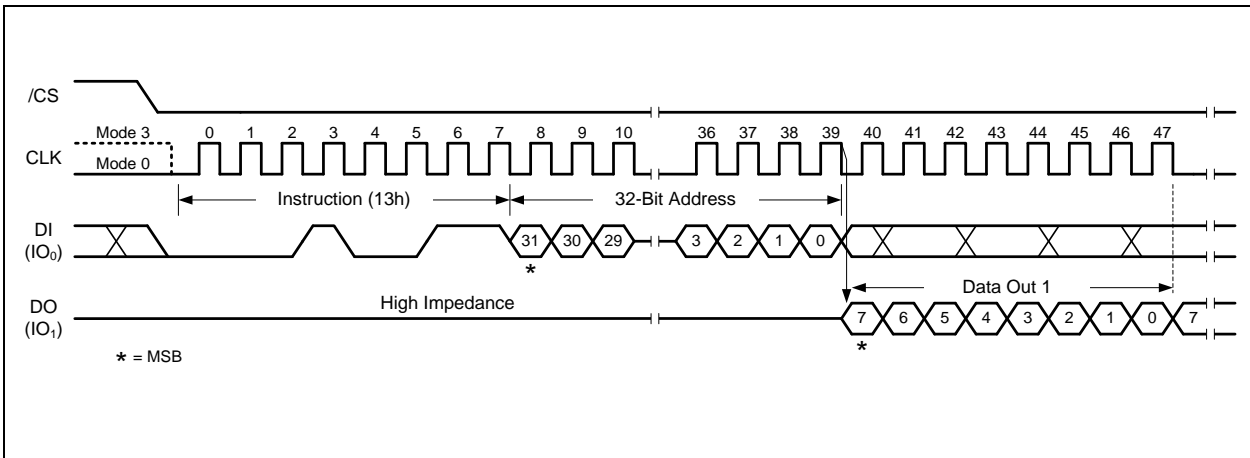 /CS
Mode 3 0 1 2 3 4 5 6 7 8 9 10 36 37 38 39 40 41 42 43 44 45 46 47
CLK Mode 0
Instruction (13h) 32-Bit Address
DI
(IO₀) 31 30 29 3 2 1 0
*
High Impedance Data Out 1
DO
(IO₁) 7 6 5 4 3 2 1 0 7
*
* = MSB